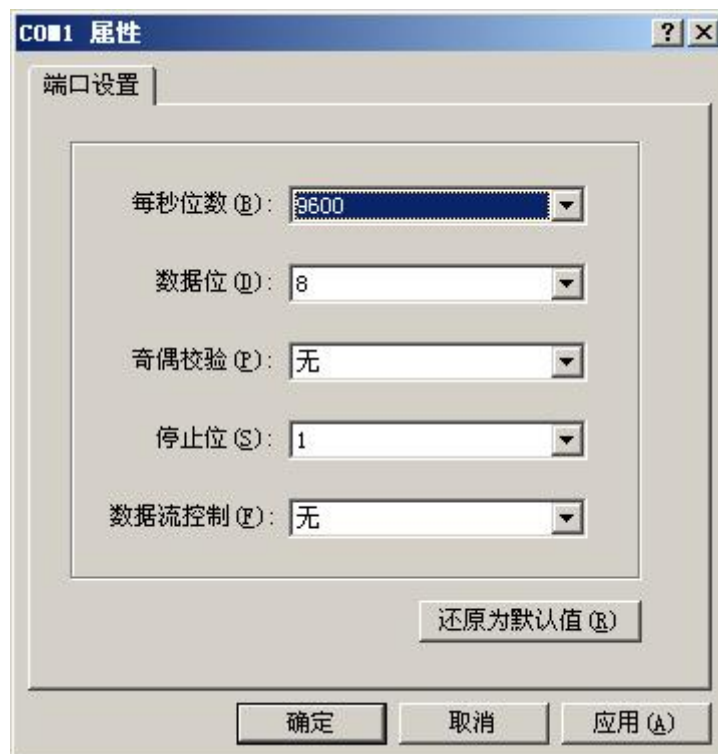 COM1 属性
端口设置
每秒位数(B): 9600
数据位(D): 8
奇偶校验(P): 无
停止位(S): 1
数据流控制(F): 无
还原为默认值(R)
确定 取消 应用(A)